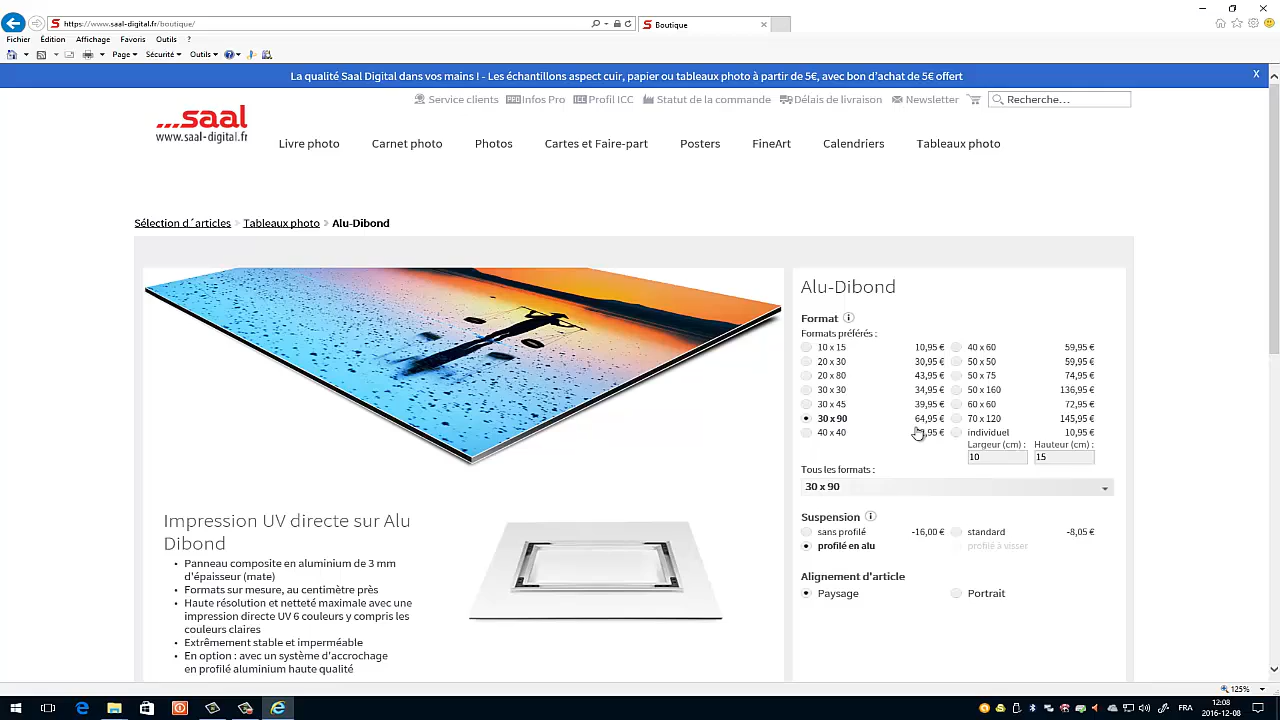 https://www.saal-digital.fr/boutique/
Boutique
Fichier Édition Affichage Favoris Outils ?
Page Sécurité Outils
La qualité Saal Digital dans vos mains ! - Les échantillons aspect cuir, papier ou tableaux photo à partir de 5€, avec bon d'achat de 5€ offert X
Service clients PRO Infos Pro ICC Profil ICC Statut de la commande Délais de livraison Newsletter Recherche...
...saal
www.saal-digital.fr
Livre photo Carnet photo Photos Cartes et Faire-part Posters FineArt Calendriers Tableaux photo
Sélection d´articles Tableaux photo Alu-Dibond
Alu-Dibond
Format i
Formats préférés :
10 x 15 10,95 € 40 x 60 59,95 €
20 x 30 30,95 € 50 x 50 59,95 €
20 x 80 43,95 € 50 x 75 74,95 €
30 x 30 34,95 € 50 x 160 136,95 €
30 x 45 39,95 € 60 x 60 72,95 €
30 x 90 64,95 € 70 x 120 145,95 €
40 x 40 individuel 10,95 €
Largeur (cm) : Hauteur (cm) :
10 15
Tous les formats :
30 x 90
Suspension i
sans profilé -16,00 € standard -8,05 €
profilé en alu profilé à visser
Alignement d'article
Paysage Portrait
Impression UV directe sur Alu
Dibond
• Panneau composite en aluminium de 3 mm
d'épaisseur (mate)
• Formats sur mesure, au centimètre près
• Haute résolution et netteté maximale avec une
impression directe UV 6 couleurs y compris les
couleurs claires
• Extrêmement stable et imperméable
• En option : avec un système d'accrochage
en profilé aluminium haute qualité
125%
FRA
12:08
2016-12-08